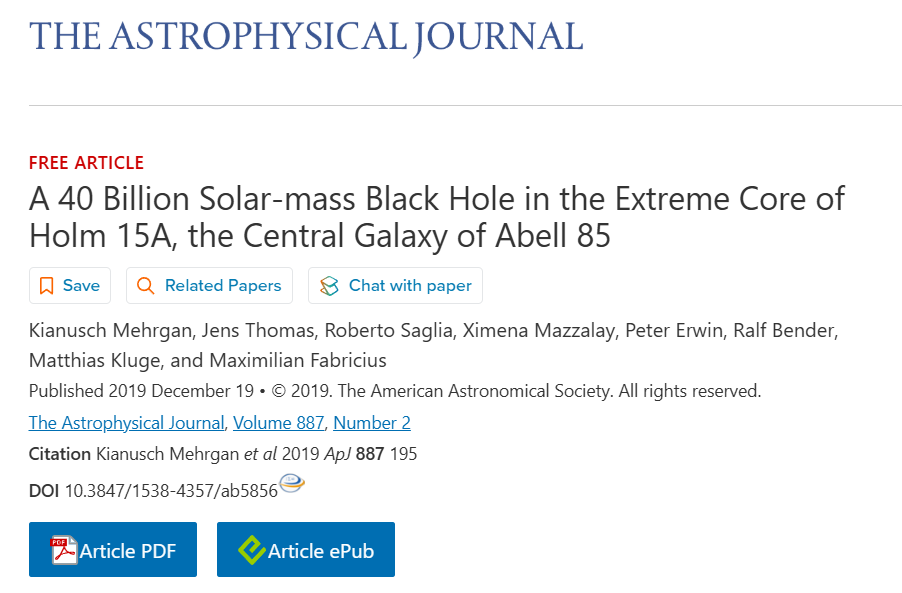 THE ASTROPHYSICAL JOURNAL
FREE ARTICLE
A 40 Billion Solar-mass Black Hole in the Extreme Core of
Holm 15A, the Central Galaxy of Abell 85
Save Related Papers Chat with paper
Kianusch Mehrgan, Jens Thomas, Roberto Saglia, Ximena Mazzalay, Peter Erwin, Ralf Bender,
Matthias Kluge, and Maximilian Fabricius
Published 2019 December 19 • © 2019. The American Astronomical Society. All rights reserved.
The Astrophysical Journal, Volume 887, Number 2
Citation Kianusch Mehrgan et al 2019 ApJ 887 195
DOI 10.3847/1538-4357/ab5856
PDF Article PDF Article ePub